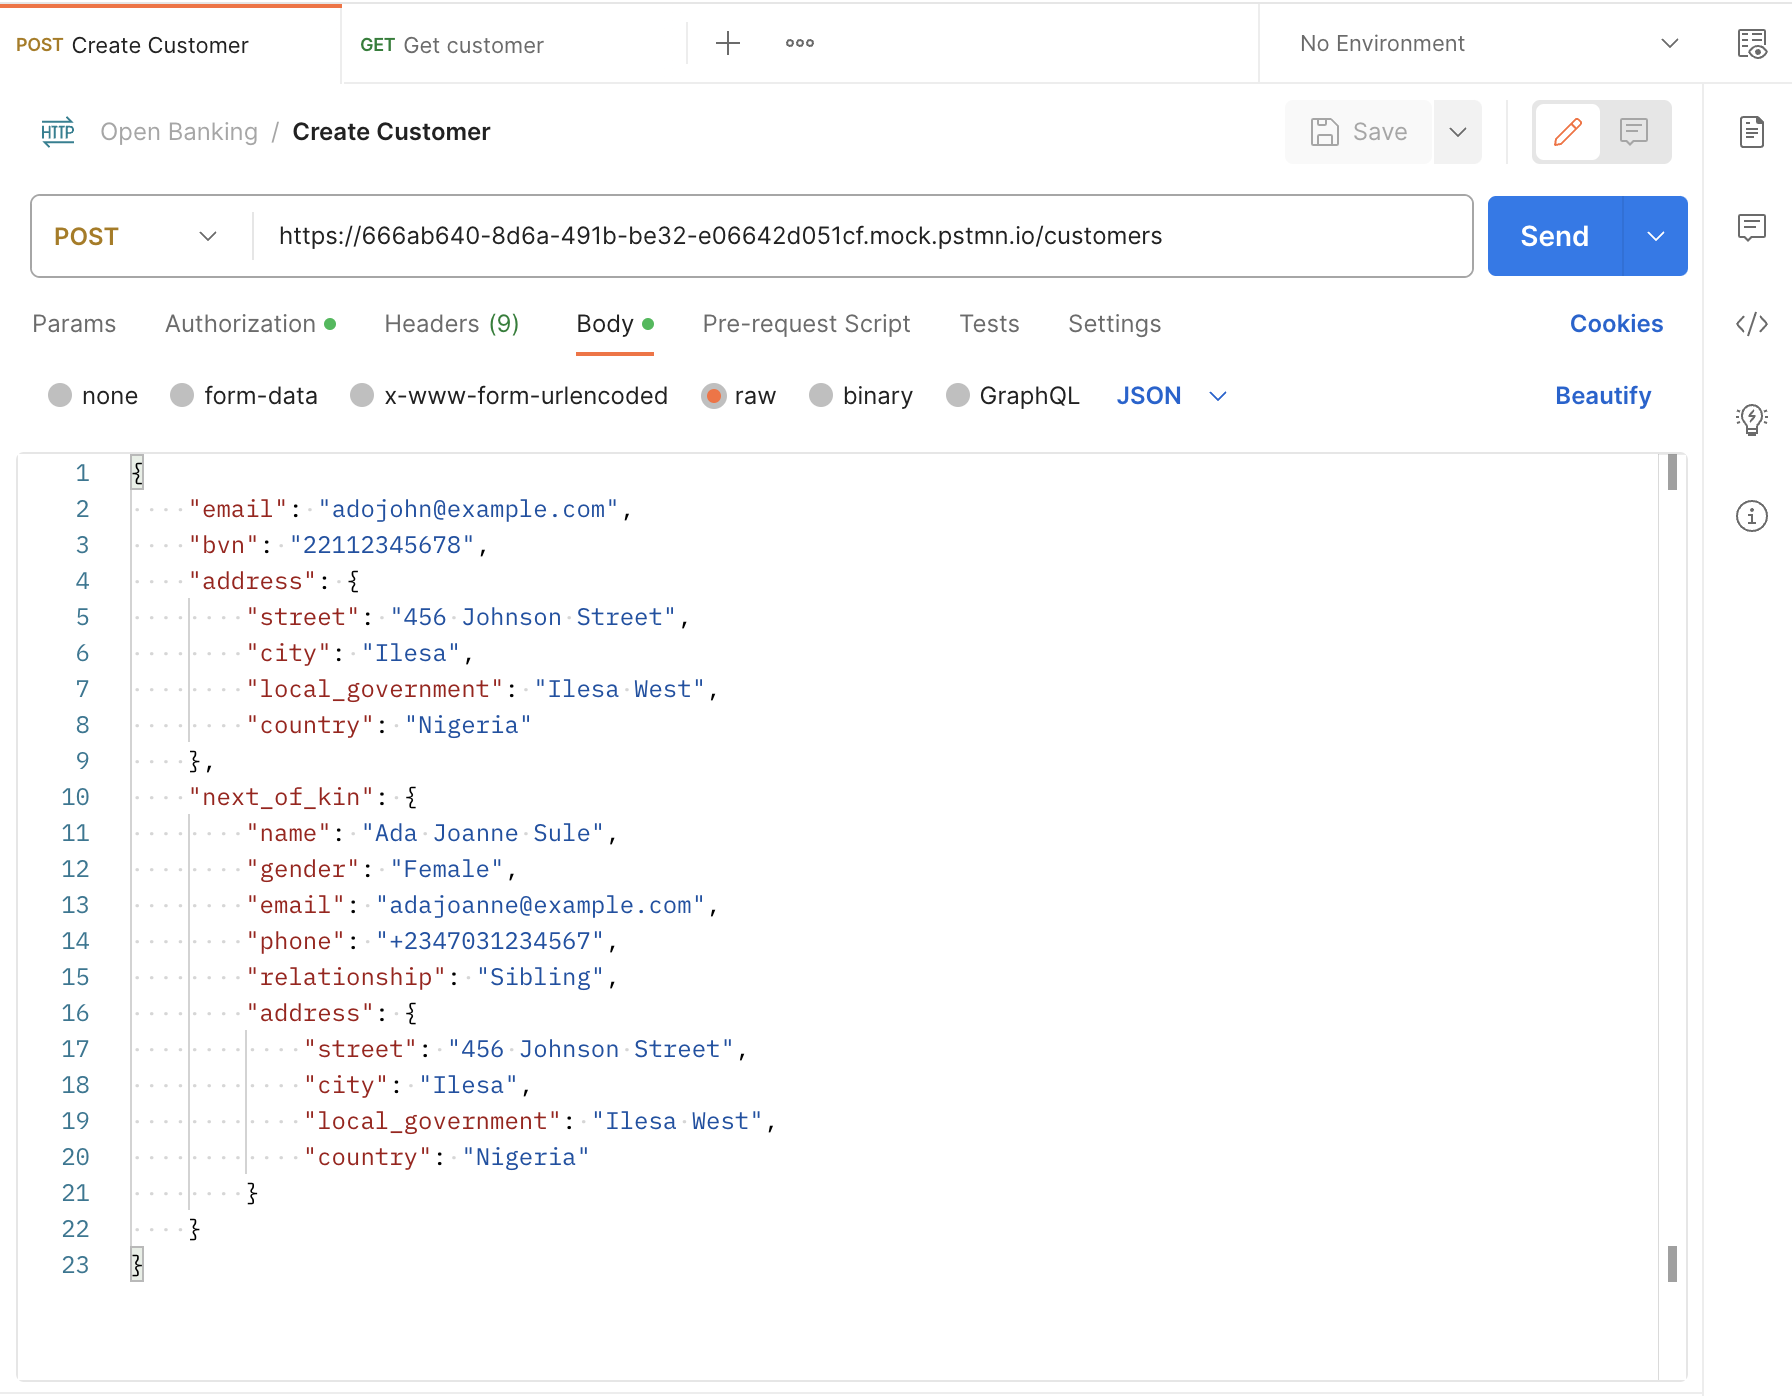 POST Create Customer
GET Get customer
No Environment
HTTP Open Banking / Create Customer
Save
POST https://666ab640-8d6a-491b-be32-e06642d051cf.mock.pstmn.io/customers
Send
Params Authorization Headers (9) Body Pre-request Script Tests Settings Cookies
none form-data x-www-form-urlencoded raw binary GraphQL JSON Beautify
1 {
2 "email": "adojohn@example.com",
3 "bvn": "22112345678",
4 "address": {
5 "street": "456 Johnson Street",
6 "city": "Ilesa",
7 "local_government": "Ilesa West",
8 "country": "Nigeria"
9 },
10 "next_of_kin": {
11 "name": "Ada Joanne Sule",
12 "gender": "Female",
13 "email": "adajoanne@example.com",
14 "phone": "+2347031234567",
15 "relationship": "Sibling",
16 "address": {
17 "street": "456 Johnson Street",
18 "city": "Ilesa",
19 "local_government": "Ilesa West",
20 "country": "Nigeria"
21 }
22 }
23 }